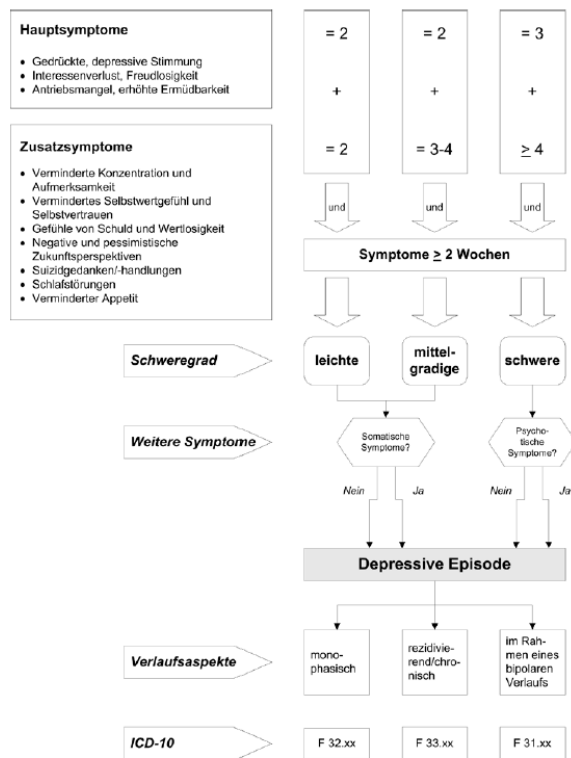 Hauptsymptome
• Gedrückte, depressive Stimmung
• Interessenverlust, Freudlosigkeit
• Antriebsmangel, erhöhte Ermüdbarkeit
= 2
= 2
= 3
+
+
+
Zusatzsymptome
• Verminderte Konzentration und
Aufmerksamkeit
• Vermindertes Selbstwertgefühl und
Selbstvertrauen
• Gefühle von Schuld und Wertlosigkeit
• Negative und pessimistische
Zukunftsperspektiven
• Suizidgedanken/-handlungen
• Schlafstörungen
• Verminderter Appetit
= 2
= 3-4
≥ 4
und
und
und
Symptome ≥ 2 Wochen
Schweregrad
leichte
mittel-
gradige
schwere
Weitere Symptome
Somatische
Symptome?
Psycho-
tische
Symptome?
Nein
Ja
Nein
Ja
Depressive Episode
Verlaufsaspekte
mono-
phasisch
rezidivie-
rend/chro-
nisch
im Rah-
men eines
bipolaren
Verlaufs
ICD-10
F 32.xx
F 33.xx
F 31.xx